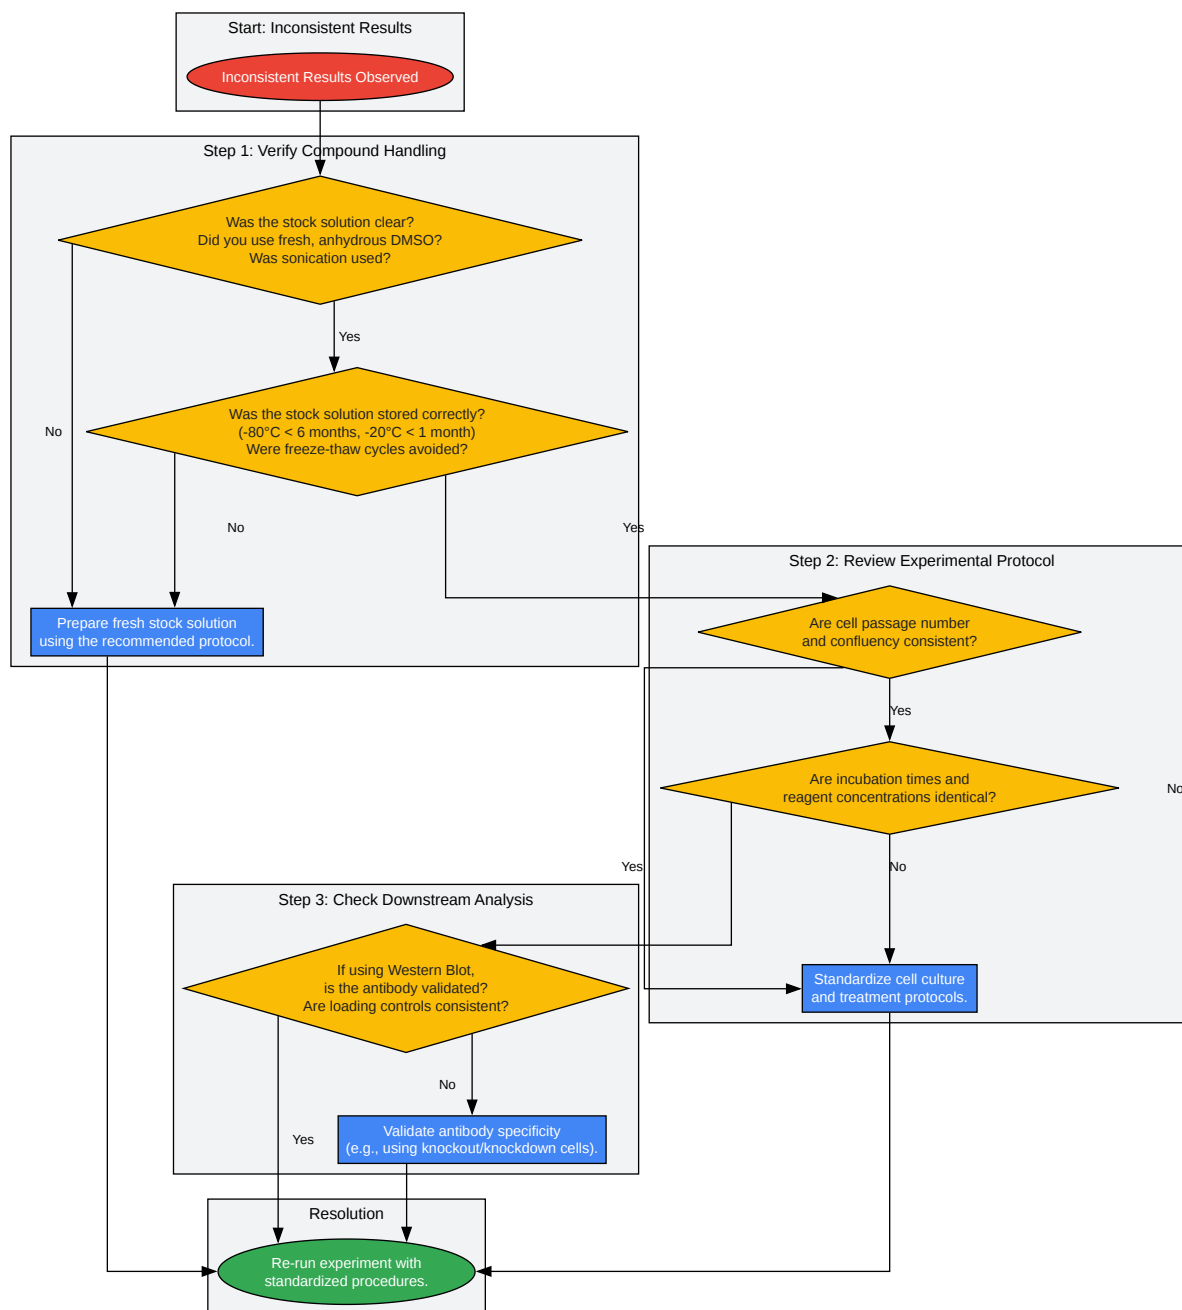 Start: Inconsistent Results
Inconsistent Results Observed
Step 1: Verify Compound Handling
Was the stock solution clear?
Did you use fresh, anhydrous DMSO?
Was sonication used?
Yes
No
Was the stock solution stored correctly?
(-80°C < 6 months, -20°C < 1 month)
Were freeze-thaw cycles avoided?
No
Yes
Prepare fresh stock solution
using the recommended protocol.
Step 2: Review Experimental Protocol
Are cell passage number
and confluency consistent?
Yes
No
Are incubation times and
reagent concentrations identical?
Yes
No
Standardize cell culture
and treatment protocols.
Step 3: Check Downstream Analysis
If using Western Blot,
is the antibody validated?
Are loading controls consistent?
No
Yes
Validate antibody specificity
(e.g., using knockout/knockdown cells).
Resolution
Re-run experiment with
standardized procedures.